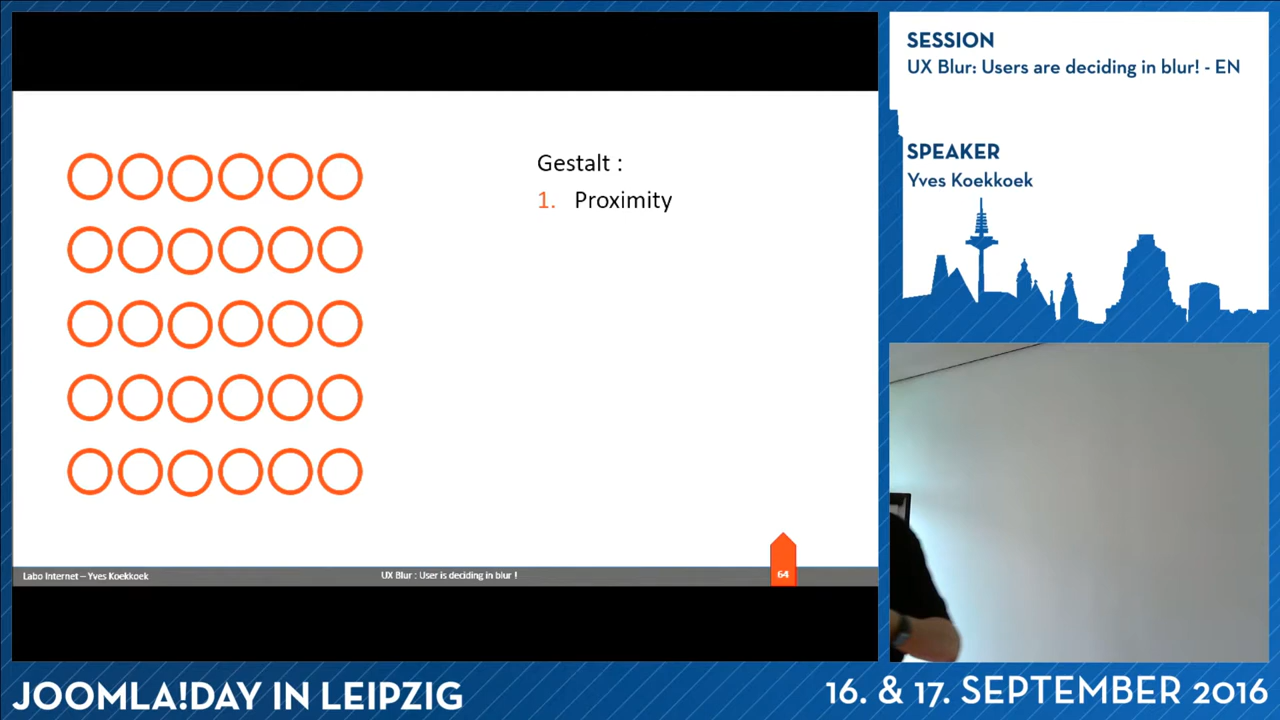 SESSION
UX Blur: Users are deciding in blur! - EN
SPEAKER
Yves Koekkoek
Gestalt :
1. Proximity
Labo Internet – Yves Koekkoek
UX Blur : User is deciding in blur !
64
JOOMLA!DAY IN LEIPZIG
16. & 17. SEPTEMBER 2016